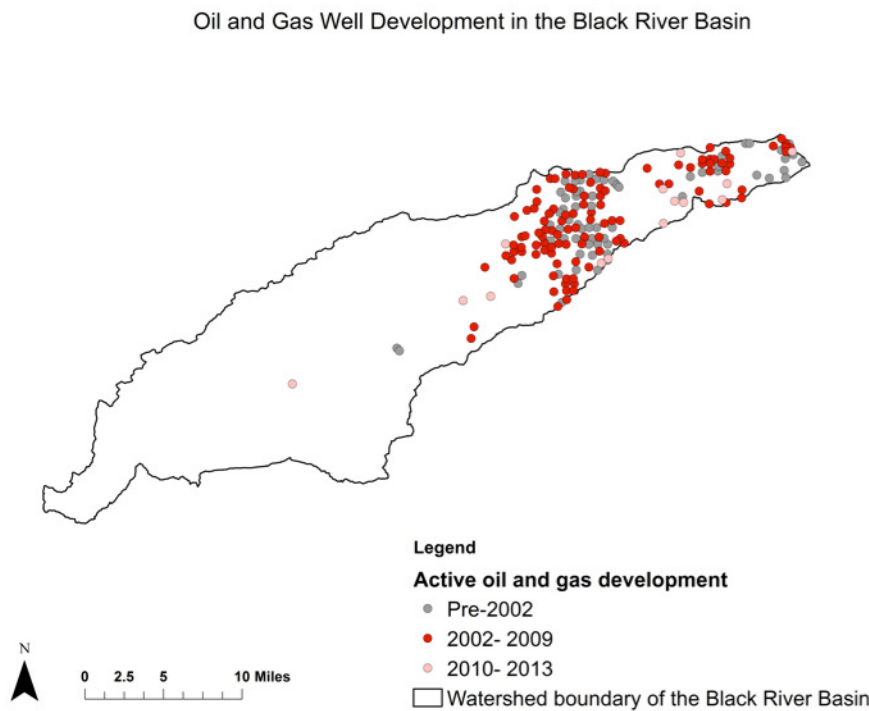 Oil and Gas Well Development in the Black River Basin
Legend
Active oil and gas development
Pre-2002
2002- 2009
2010- 2013
Watershed boundary of the Black River Basin
N
0 2.5 5 10 Miles